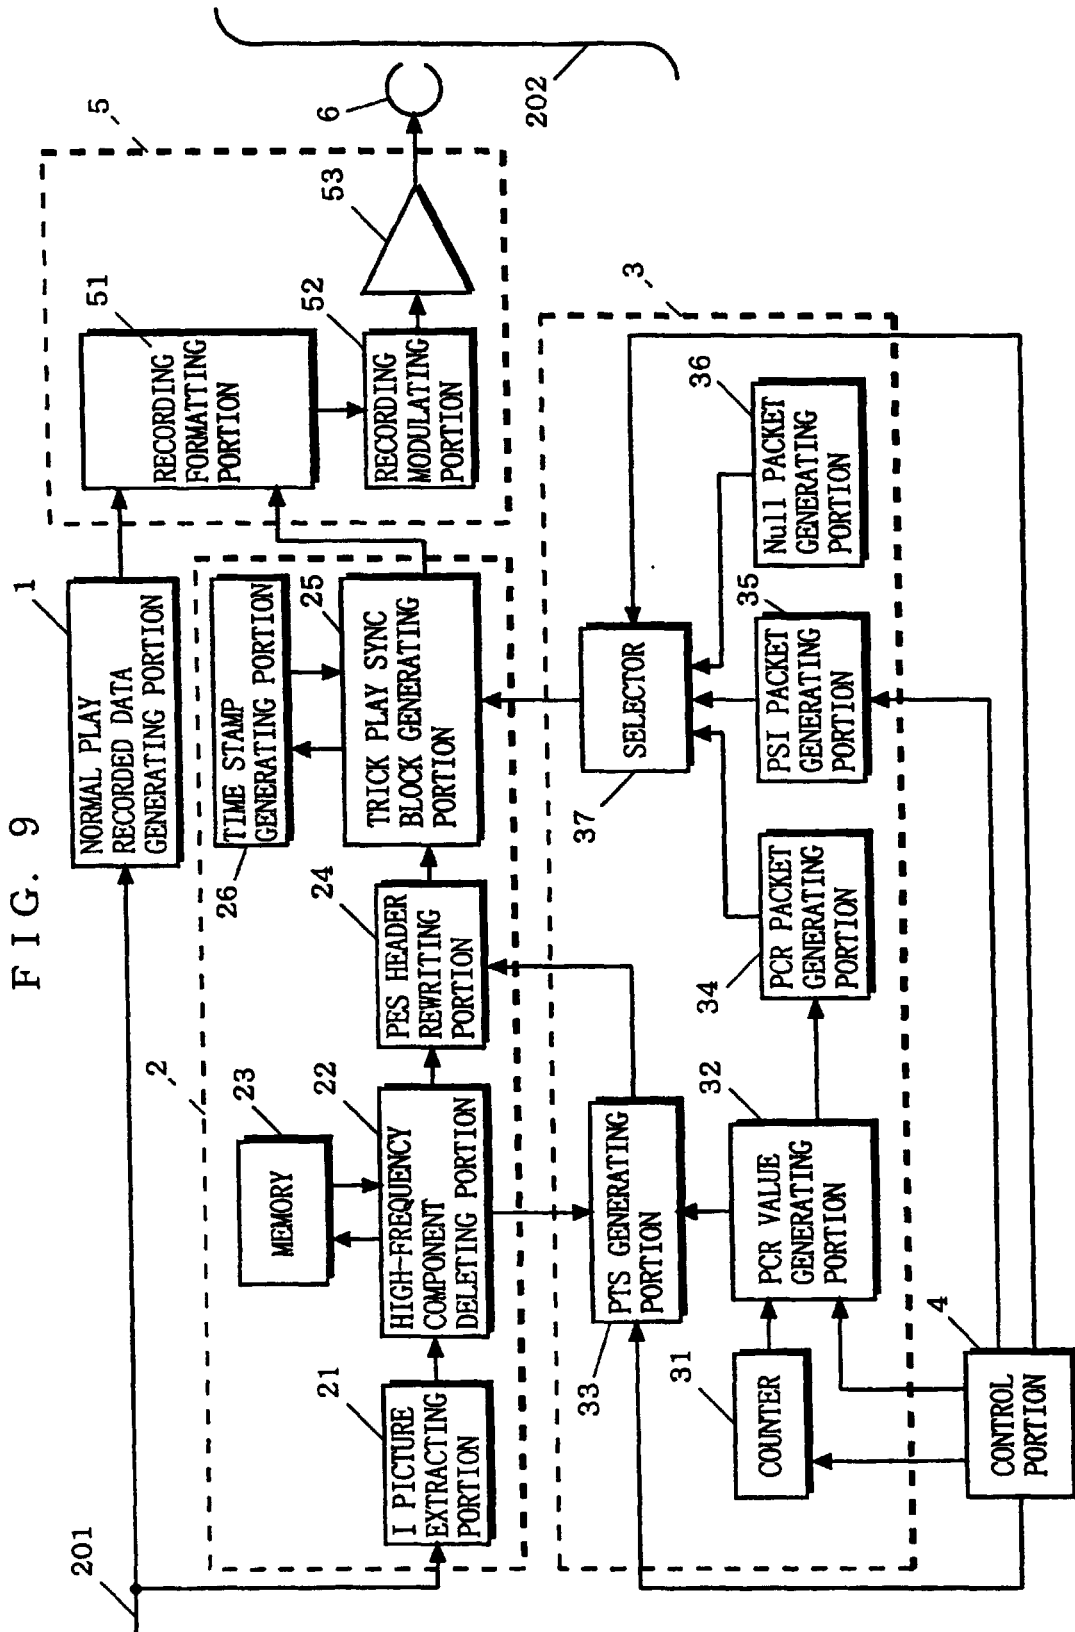 FIG. 9
201
NORMAL PLAY
RECORDED DATA
GENERATING PORTION
1
2
MEMORY
23
I PICTURE
EXTRACTING
PORTION
21
HIGH-FREQUENCY
COMPONENT
DELETING PORTION
22
PES HEADER
REWRITING
PORTION
24
TIME STAMP
GENERATING PORTION
26
TRICK PLAY SYNC
BLOCK GENERATING
PORTION
25
5
RECORDING
FORMATTING
PORTION
51
RECORDING
MODULATING
PORTION
52
53
6
202
3
PTS GENERATING
PORTION
33
COUNTER
31
PCR VALUE
GENERATING
PORTION
32
PCR PACKET
GENERATING
PORTION
34
SELECTOR
37
PSI PACKET
GENERATING
PORTION
35
Null PACKET
GENERATING
PORTION
36
CONTROL
PORTION
4